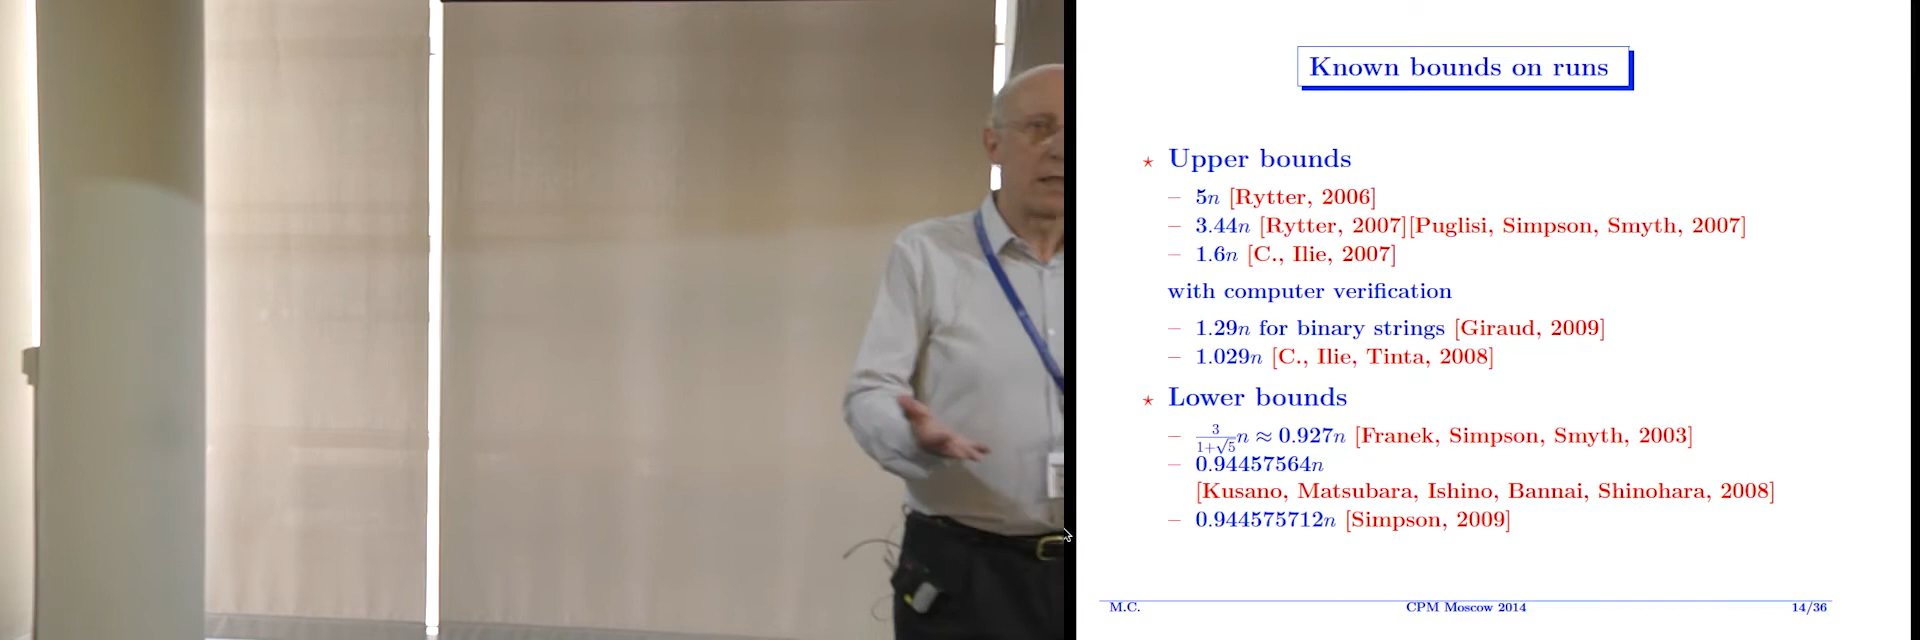 Known bounds on runs
⋆ Upper bounds
– 5n [Rytter, 2006]
– 3.44n [Rytter, 2007][Puglisi, Simpson, Smyth, 2007]
– 1.6n [C., Ilie, 2007]
with computer verification
– 1.29n for binary strings [Giraud, 2009]
– 1.029n [C., Ilie, Tinta, 2008]
⋆ Lower bounds
– 3/(1+√5) n ≈ 0.927n [Franek, Simpson, Smyth, 2003]
– 0.94457564n
[Kusano, Matsubara, Ishino, Bannai, Shinohara, 2008]
– 0.944575712n [Simpson, 2009]
M.C. CPM Moscow 2014 14/36